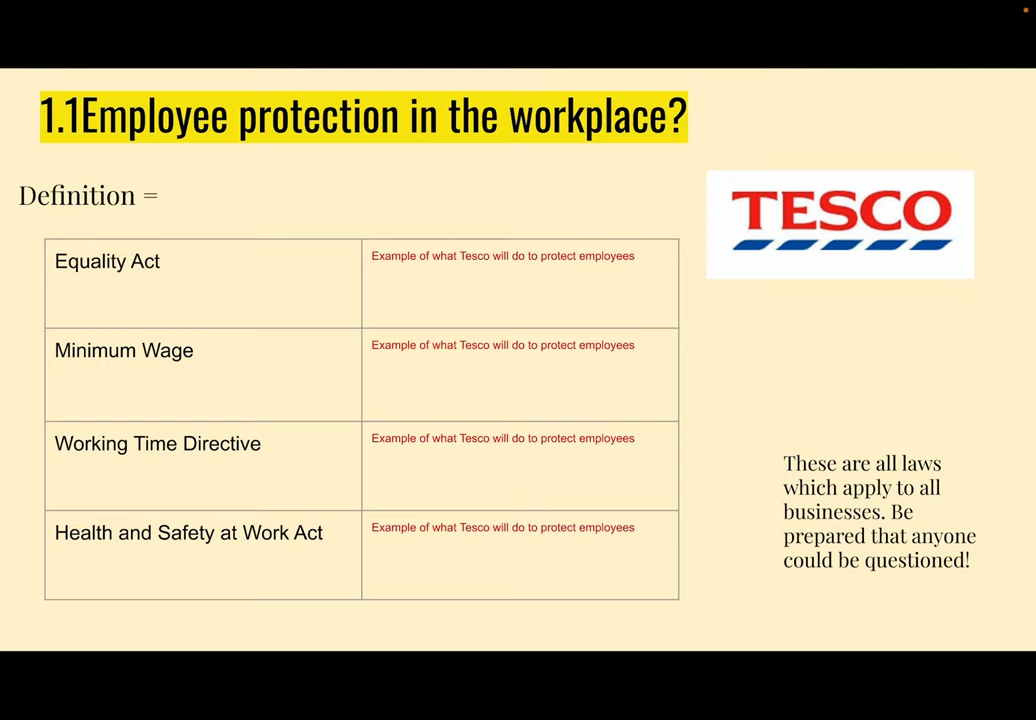 1.1Employee protection in the workplace?
Definition =
TESCO
Equality Act
Example of what Tesco will do to protect employees
Minimum Wage
Example of what Tesco will do to protect employees
Working Time Directive
Example of what Tesco will do to protect employees
Health and Safety at Work Act
Example of what Tesco will do to protect employees
These are all laws
which apply to all
businesses. Be
prepared that anyone
could be questioned!